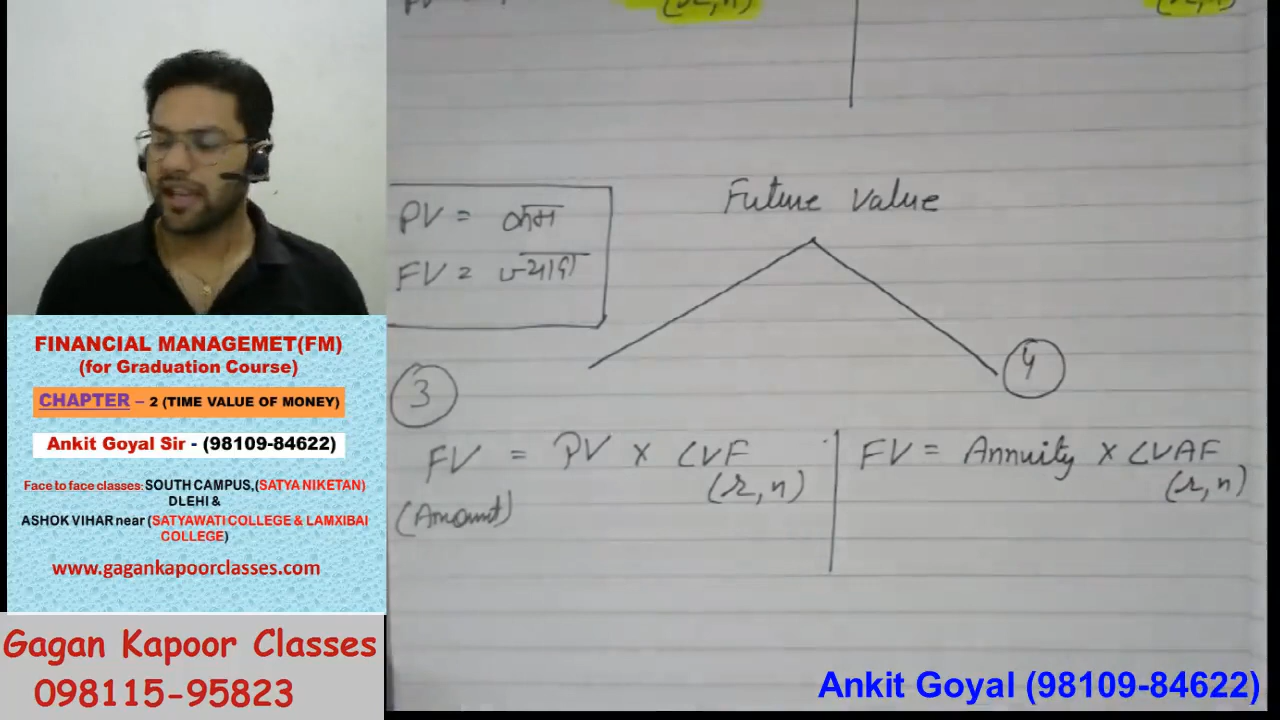 (r, n)
PV = कम
FV = ज्यादा
Future Value
3
4
FV = PV x CVF
(r, n)
(Amount)
FV = Annuity x CVAF
(r, n)
FINANCIAL MANAGEMET(FM)
(for Graduation Course)
CHAPTER – 2 (TIME VALUE OF MONEY)
Ankit Goyal Sir - (98109-84622)
Face to face classes: SOUTH CAMPUS,(SATYA NIKETAN)
DLEHI &
ASHOK VIHAR near (SATYAWATI COLLEGE & LAMXIBAI
COLLEGE)
www.gagankapoorclasses.com
Gagan Kapoor Classes
098115-95823
Ankit Goyal (98109-84622)